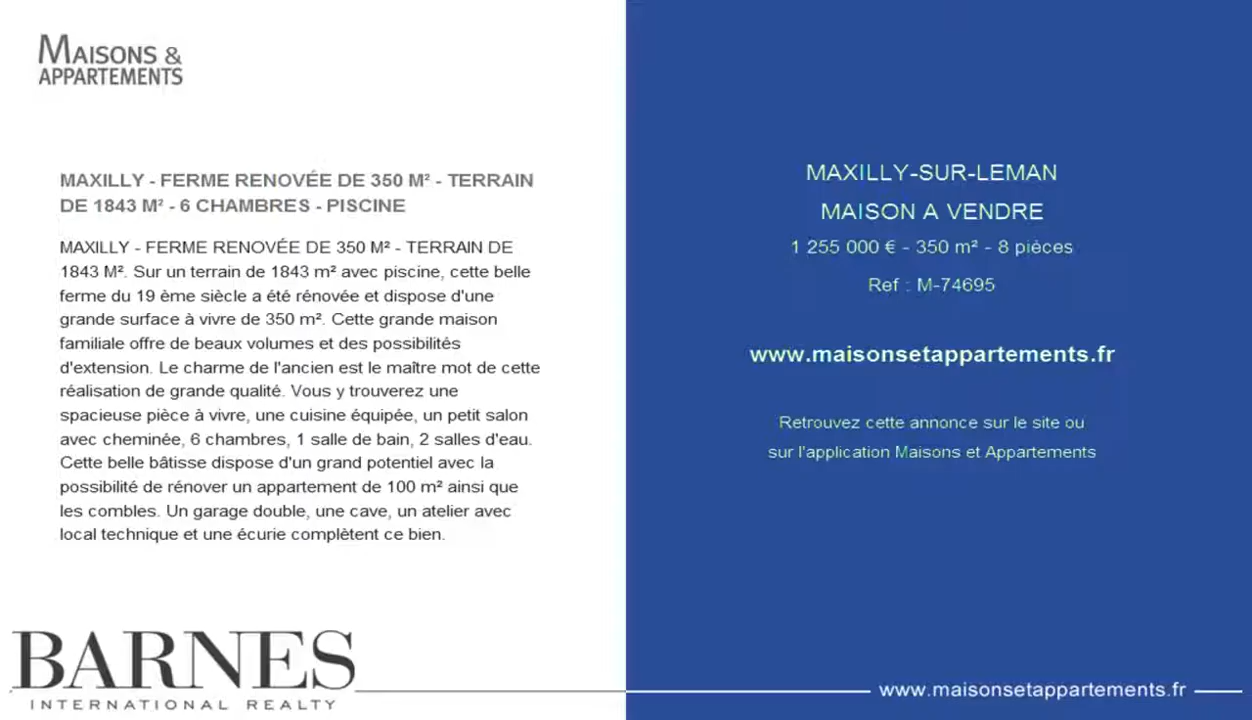 MAISONS &
APPARTEMENTS
MAXILLY - FERME RENOVÉE DE 350 M² - TERRAIN
DE 1843 M² - 6 CHAMBRES - PISCINE
MAXILLY - FERME RENOVÉE DE 350 M² - TERRAIN DE
1843 M². Sur un terrain de 1843 m² avec piscine, cette belle
ferme du 19 ème siècle a été rénovée et dispose d'une
grande surface à vivre de 350 m². Cette grande maison
familiale offre de beaux volumes et des possibilités
d'extension. Le charme de l'ancien est le maître mot de cette
réalisation de grande qualité. Vous y trouverez une
spacieuse pièce à vivre, une cuisine équipée, un petit salon
avec cheminée, 6 chambres, 1 salle de bain, 2 salles d'eau.
Cette belle bâtisse dispose d'un grand potentiel avec la
possibilité de rénover un appartement de 100 m² ainsi que
les combles. Un garage double, une cave, un atelier avec
local technique et une écurie complètent ce bien.
BARNES
INTERNATIONAL REALTY
MAXILLY-SUR-LEMAN
MAISON A VENDRE
1 255 000 € - 350 m² - 8 pièces
Ref : M-74695
www.maisonsetappartements.fr
Retrouvez cette annonce sur le site ou
sur l'application Maisons et Appartements
www.maisonsetappartements.fr